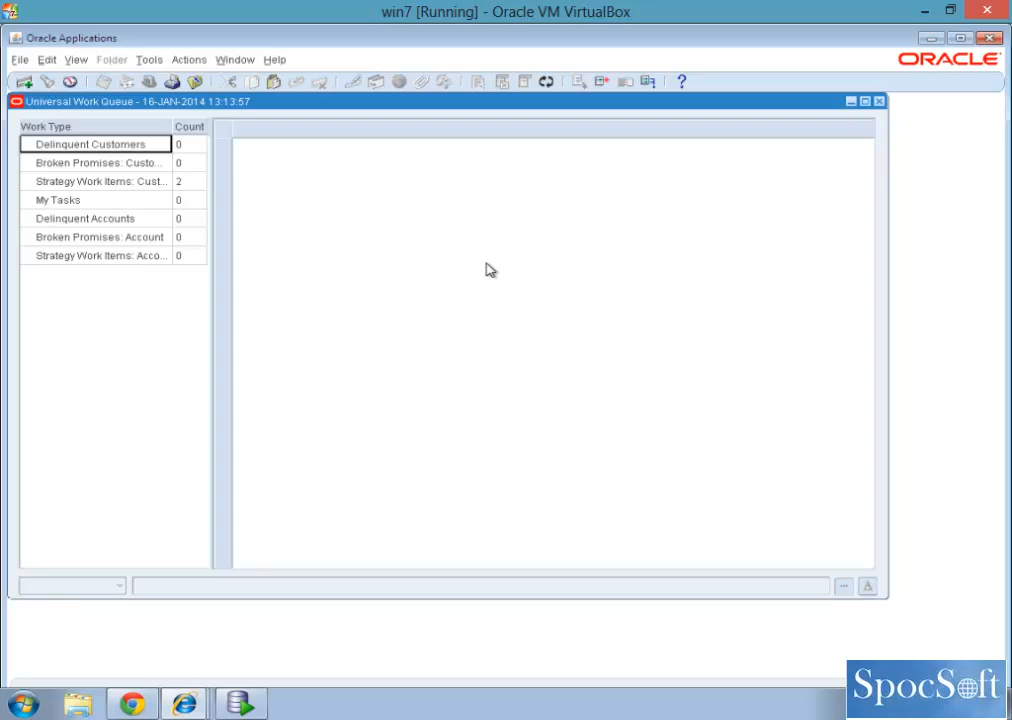 win7 [Running] - Oracle VM VirtualBox
Oracle Applications
File Edit View Folder Tools Actions Window Help
ORACLE
Universal Work Queue - 16-JAN-2014 13:13:57
Work Type Count
Delinquent Customers 0
Broken Promises: Custo... 0
Strategy Work Items: Cust... 2
My Tasks 0
Delinquent Accounts 0
Broken Promises: Account 0
Strategy Work Items: Acco... 0
SpocSoft